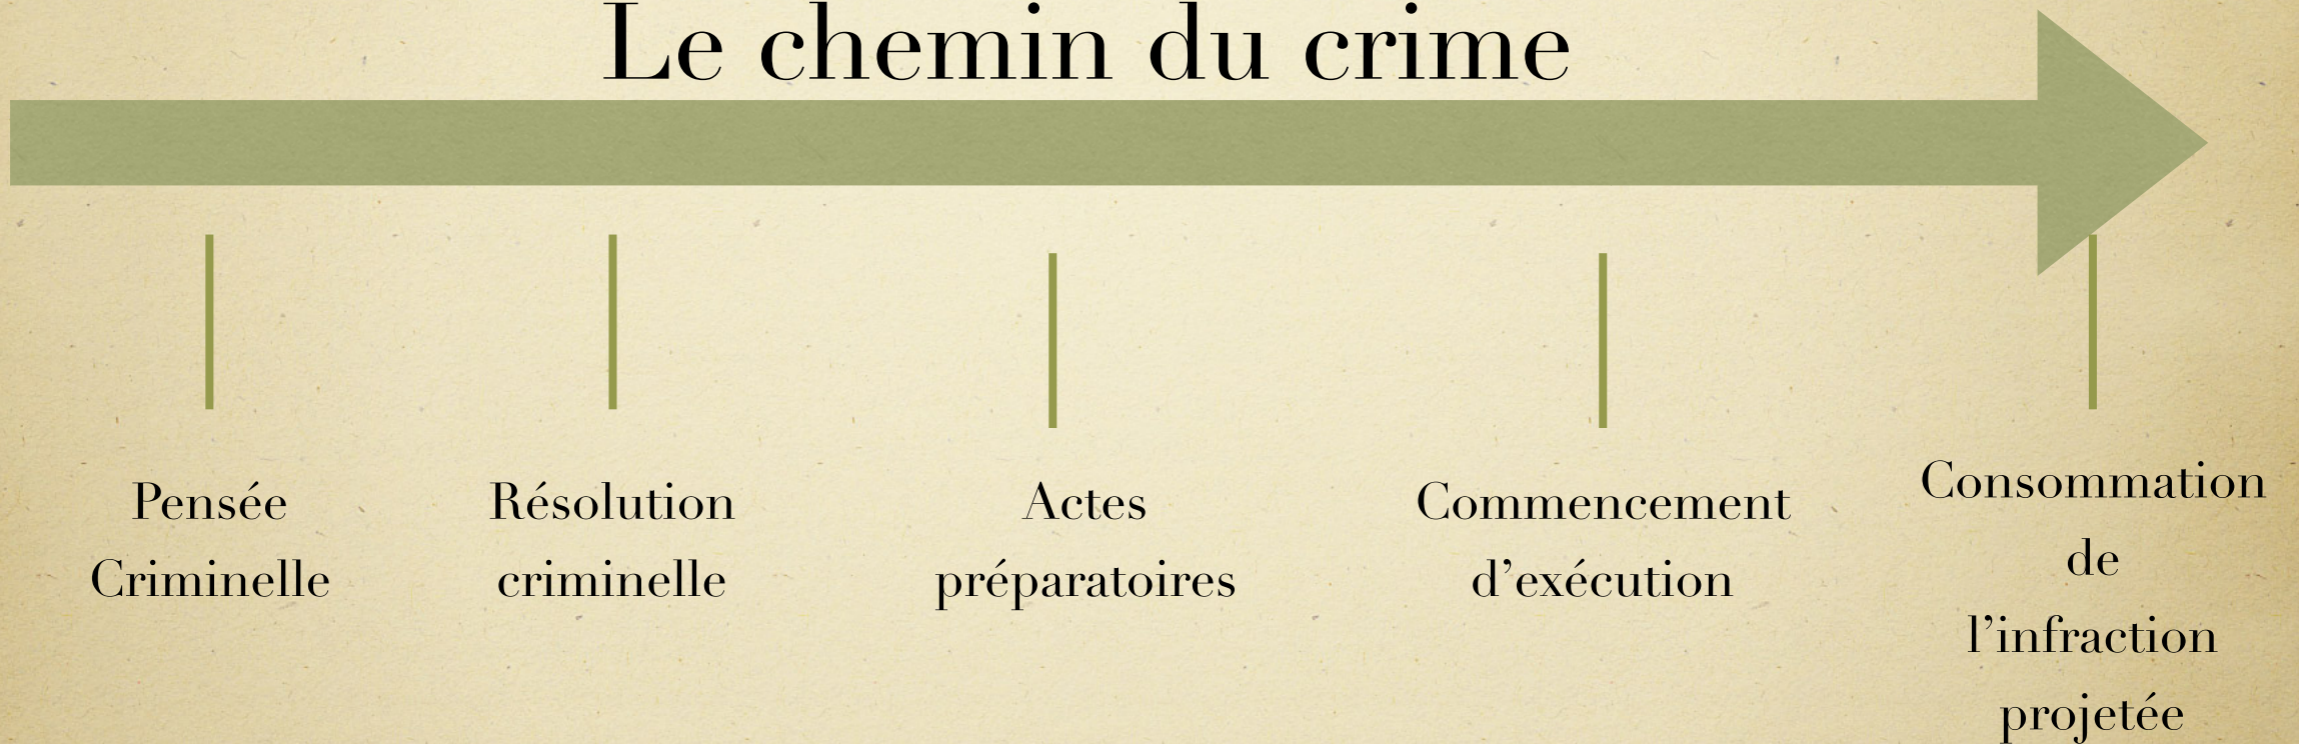 Le chemin du crime
Pensée
Criminelle
Résolution
criminelle
Actes
préparatoires
Commencement
d’exécution
Consommation
de
l’infraction
projetée